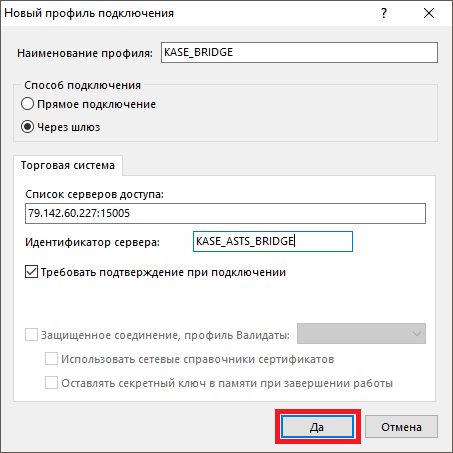 Новый профиль подключения
?
Наименование профиля: KASE_BRIDGE
Способ подключения
Прямое подключение
Через шлюз
Торговая система
Список серверов доступа:
79.142.60.227:15005
Идентификатор сервера: KASE_ASTS_BRIDGE
Требовать подтверждение при подключении
Защищенное соединение, профиль Валидаты:
Использовать сетевые справочники сертификатов
Оставлять секретный ключ в памяти при завершении работы
Да Отмена